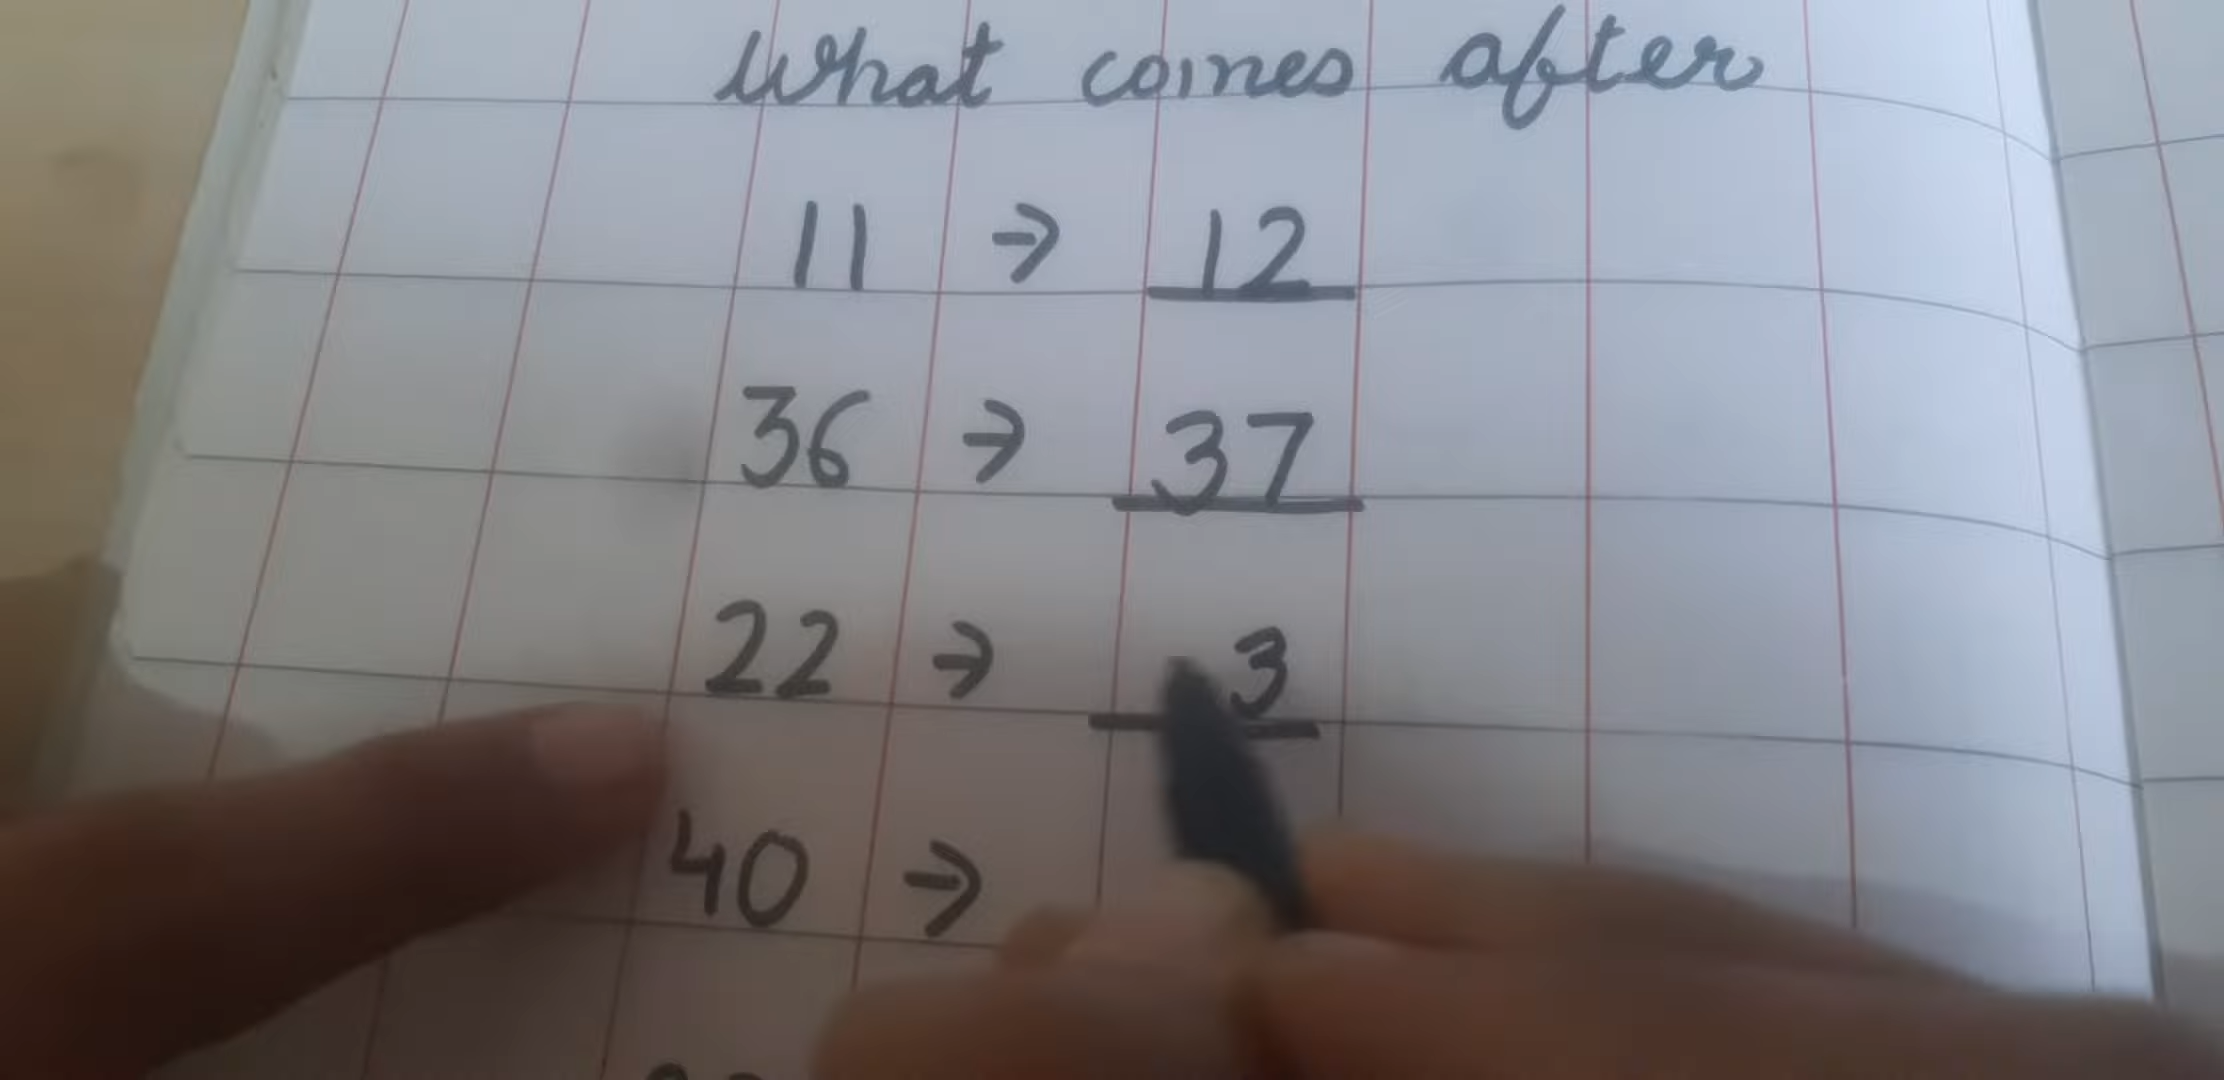 What comes after
11 → 12
36 → 37
22 → 3
40 →